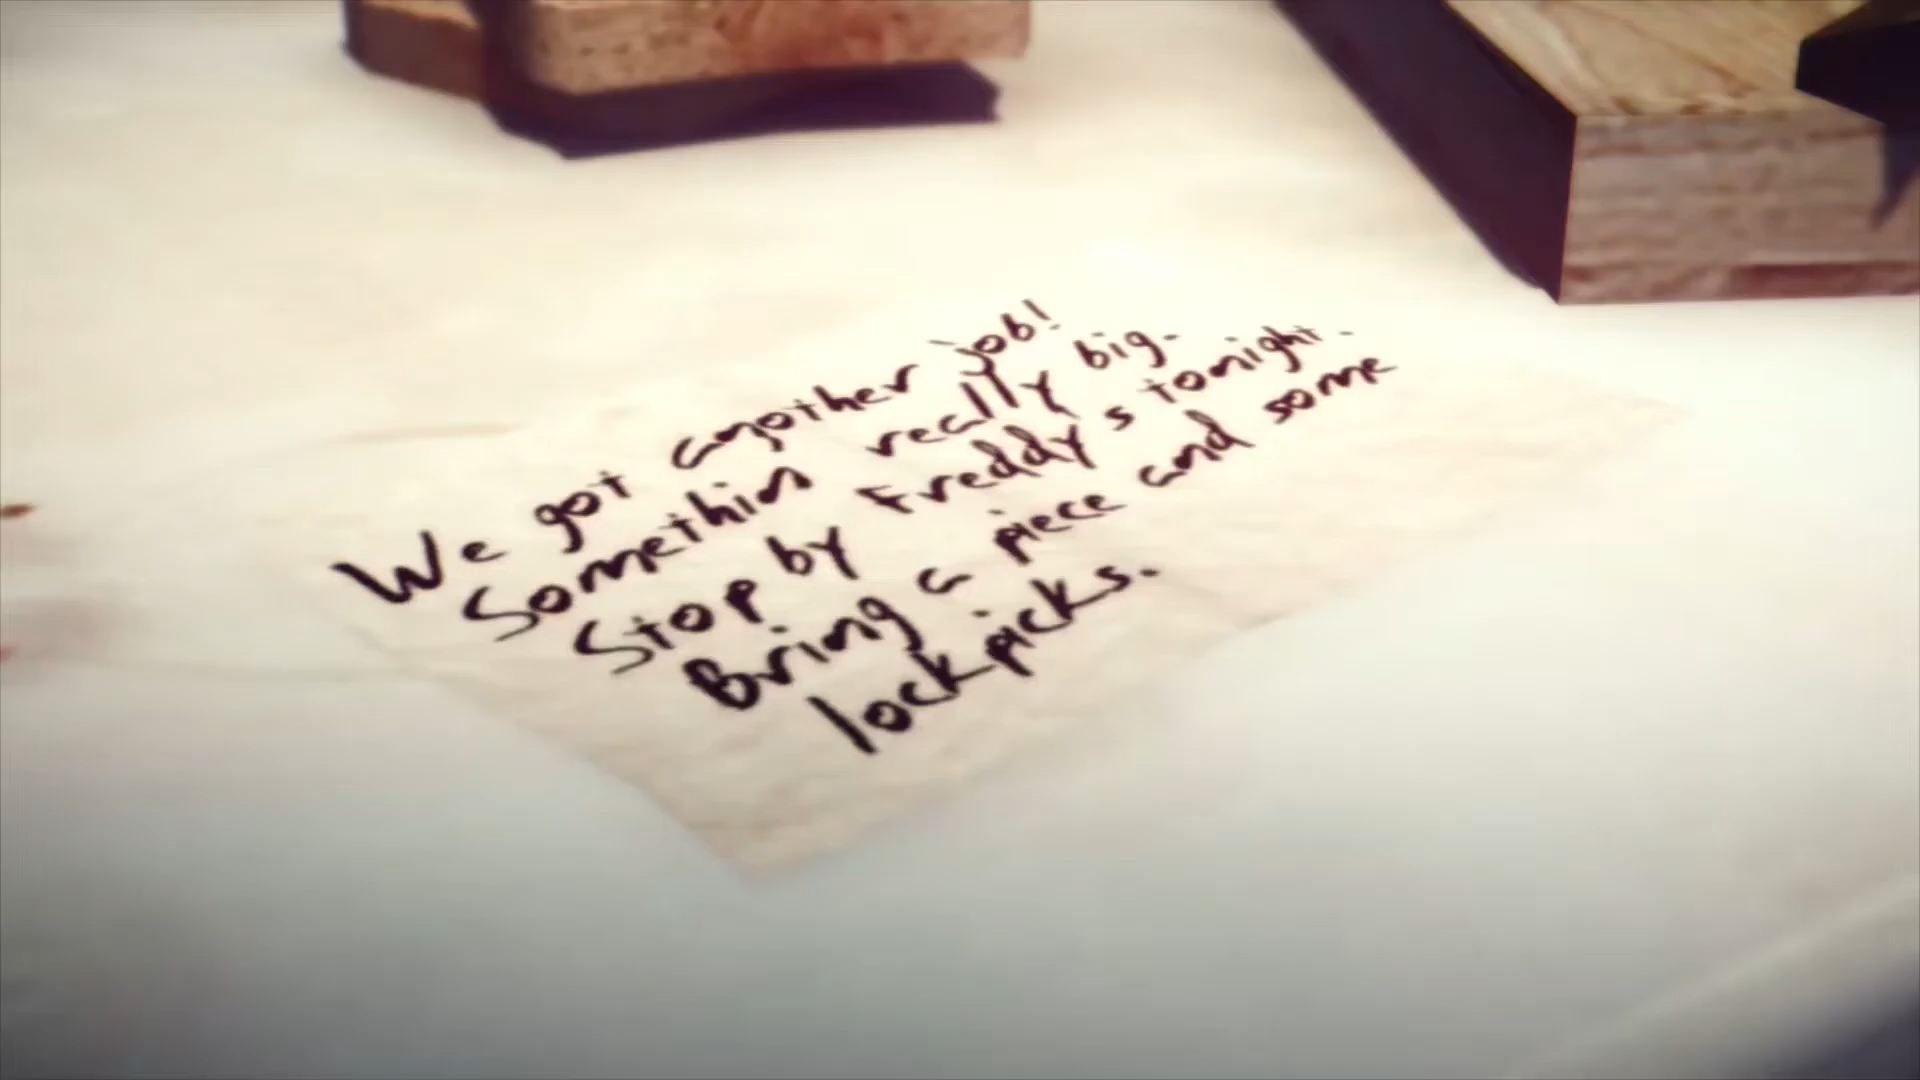 We got another job!
Somethin really big.
Stop by Freddy's tonight.
Bring a piece and some
lockpicks.